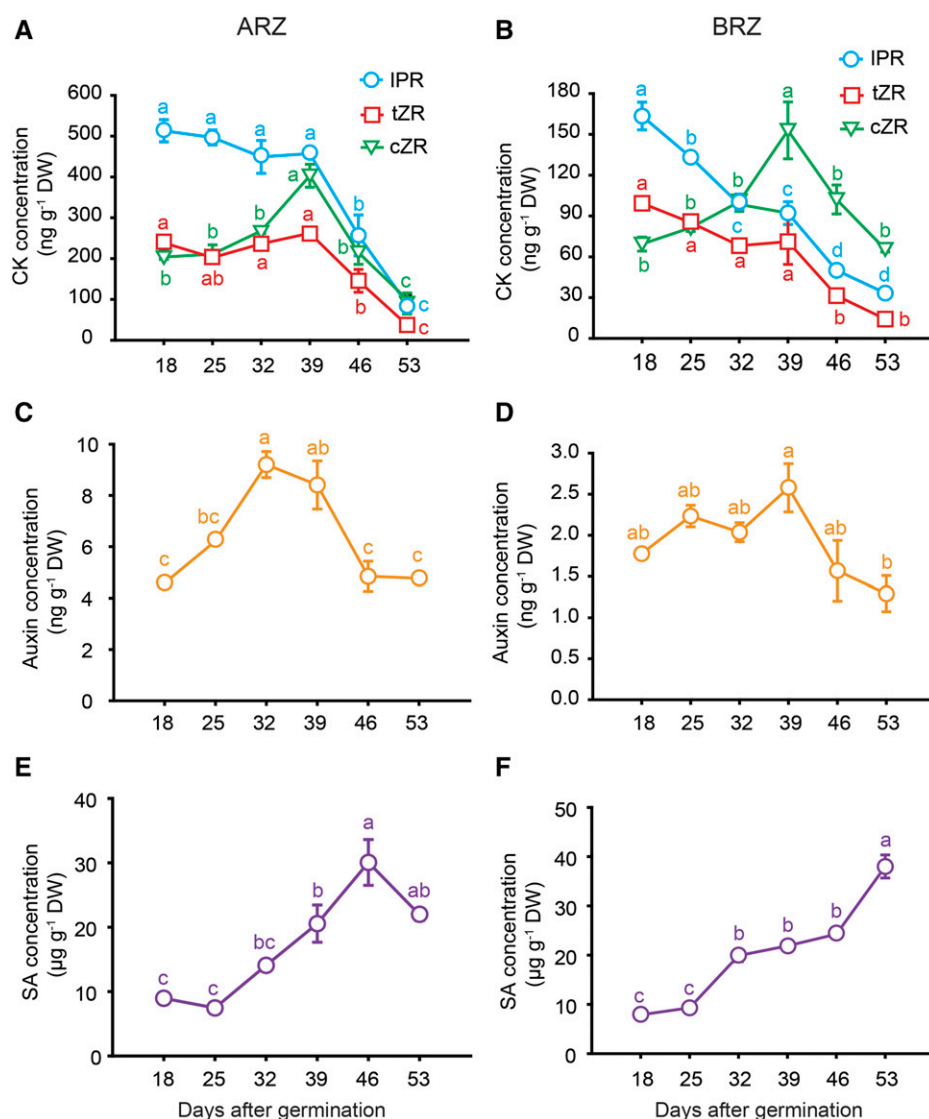 A
ARZ
IPR
tZR
cZR
CK concentration
(ng g⁻¹ DW)
600
500
400
300
200
100
0
a a a a b c
a ab a a b c
b b b a b c
18 25 32 39 46 53
B
BRZ
IPR
tZR
cZR
CK concentration
(ng g⁻¹ DW)
180
150
120
90
60
30
0
a b c c d d
a a a a b b
b b b a b b
18 25 32 39 46 53
C
Auxin concentration
(ng g⁻¹ DW)
10
8
6
4
2
0
c bc a ab c c
18 25 32 39 46 53
D
Auxin concentration
(ng g⁻¹ DW)
3.0
2.5
2.0
1.5
1.0
0.5
0.0
ab ab ab a ab b
18 25 32 39 46 53
E
SA concentration
(µg g⁻¹ DW)
40
30
20
10
0
c c bc b a ab
18 25 32 39 46 53
Days after germination
F
SA concentration
(µg g⁻¹ DW)
50
40
30
20
10
0
c c b b b a
18 25 32 39 46 53
Days after germination